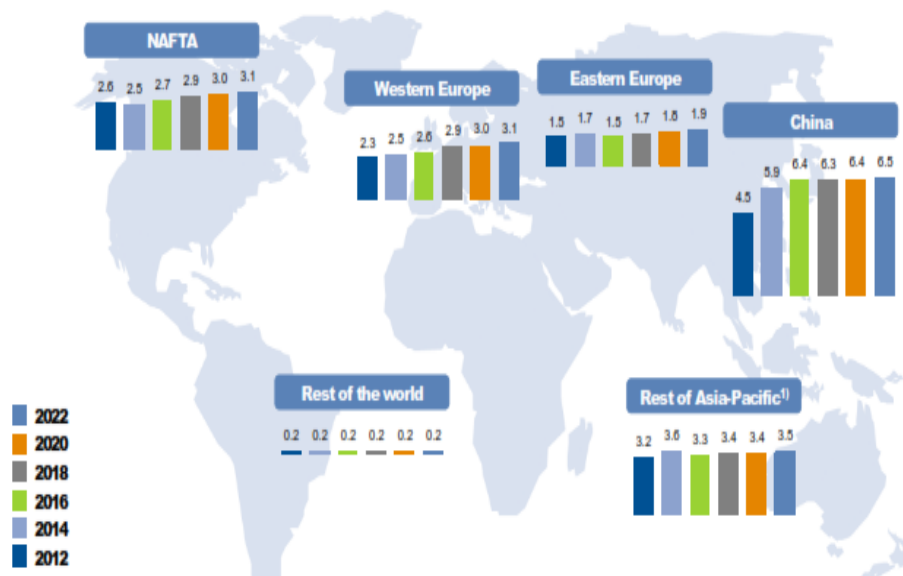 NAFTA
2.6 2.5 2.7 2.9 3.0 3.1
Western Europe
2.3 2.5 2.6 2.9 3.0 3.1
Eastern Europe
1.5 1.7 1.5 1.7 1.6 1.9
China
4.5 5.9 6.4 6.3 6.4 6.5
Rest of the world
0.2 0.2 0.2 0.2 0.2 0.2
Rest of Asia-Pacific1)
3.2 3.6 3.3 3.4 3.4 3.5
2022
2020
2018
2016
2014
2012